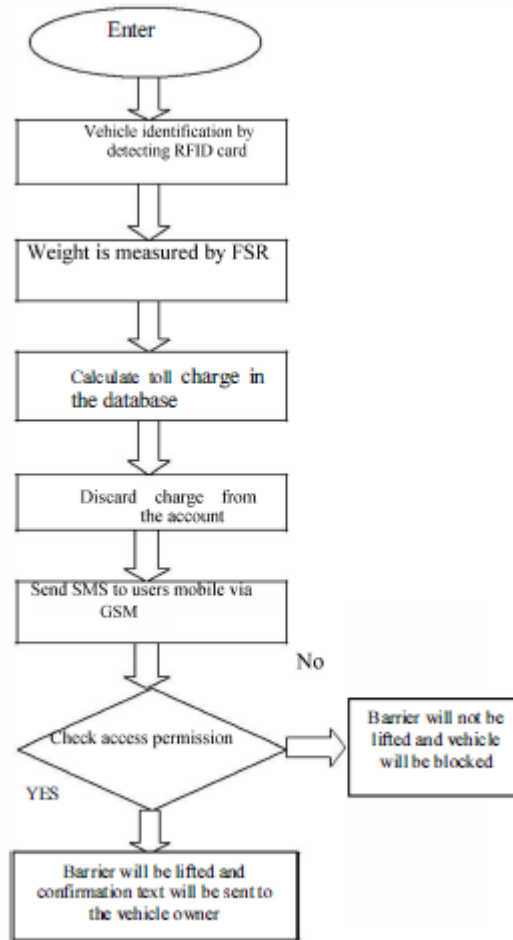 Enter
Vehicle identification by
detecting RFID card
Weight is measured by FSR
Calculate toll charge in
the database
Discard charge from
the account
Send SMS to users mobile via
GSM
No
Check access permission
Barrier will not be
lifted and vehicle
will be blocked
YES
Barrier will be lifted and
confirmation text will be sent to
the vehicle owner